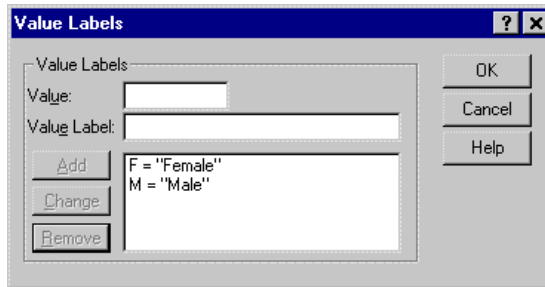 Value Labels
Value Labels
Value:
Value Label:
Add
Change
Remove
F = "Female"
M = "Male"
OK
Cancel
Help